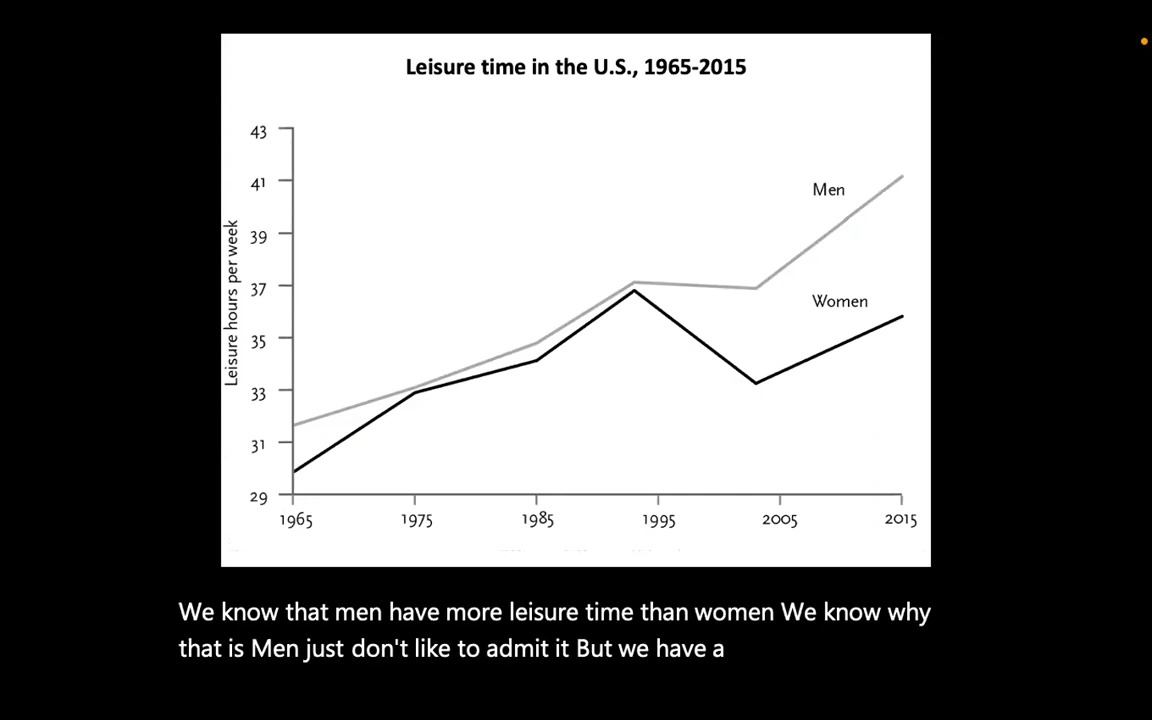 Leisure time in the U.S., 1965-2015
43
41
39
37
35
33
31
29
Leisure hours per week
Men
Women
1965 1975 1985 1995 2005 2015
We know that men have more leisure time than women We know why
that is Men just don't like to admit it But we have a